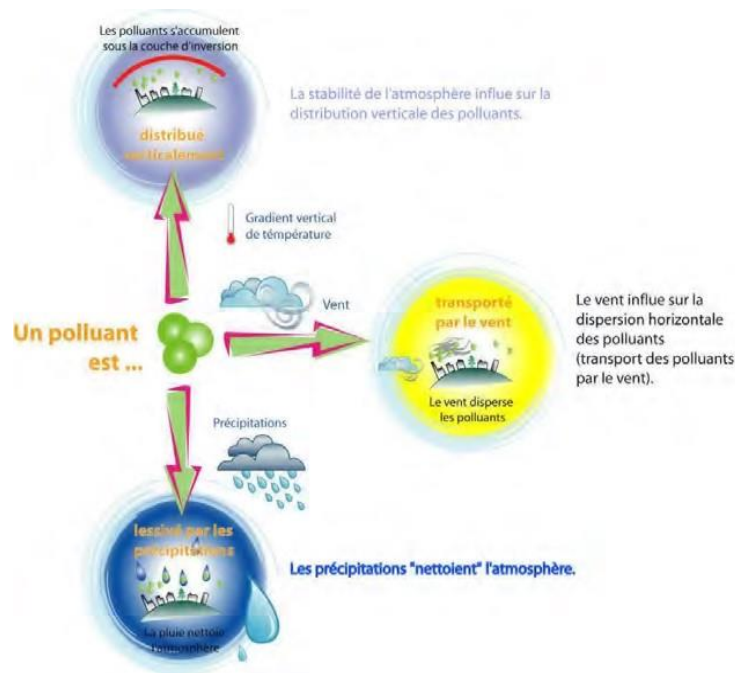 Les polluants s'accumulent
sous la couche d'inversion
distribué
verticalement
La stabilité de l'atmosphère influe sur la
distribution verticale des polluants.
Gradient vertical
de témpérature
Vent
Un polluant
est ...
transporté
par le vent
Le vent disperse
les polluants
Le vent influe sur la
dispersion horizontale
des polluants
(transport des polluants
par le vent).
Précipitations
lessivé par les
précipitations
La pluie nettoie
l'atmosphère
Les précipitations "nettoient" l'atmosphère.